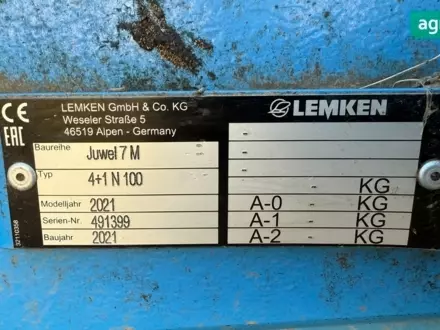 agr
CE
EAC
LEMKEN GmbH & Co. KG
Weseler Straße 5
46519 Alpen - Germany
LEMKEN
Baureihe
Juwel 7 M
Typ
4+1 N 100
Modelljahr
2021
Serien-Nr.
491399
Baujahr
2021
-
-
-
- KG
A-0 - KG
A-1 - KG
A-2 - KG